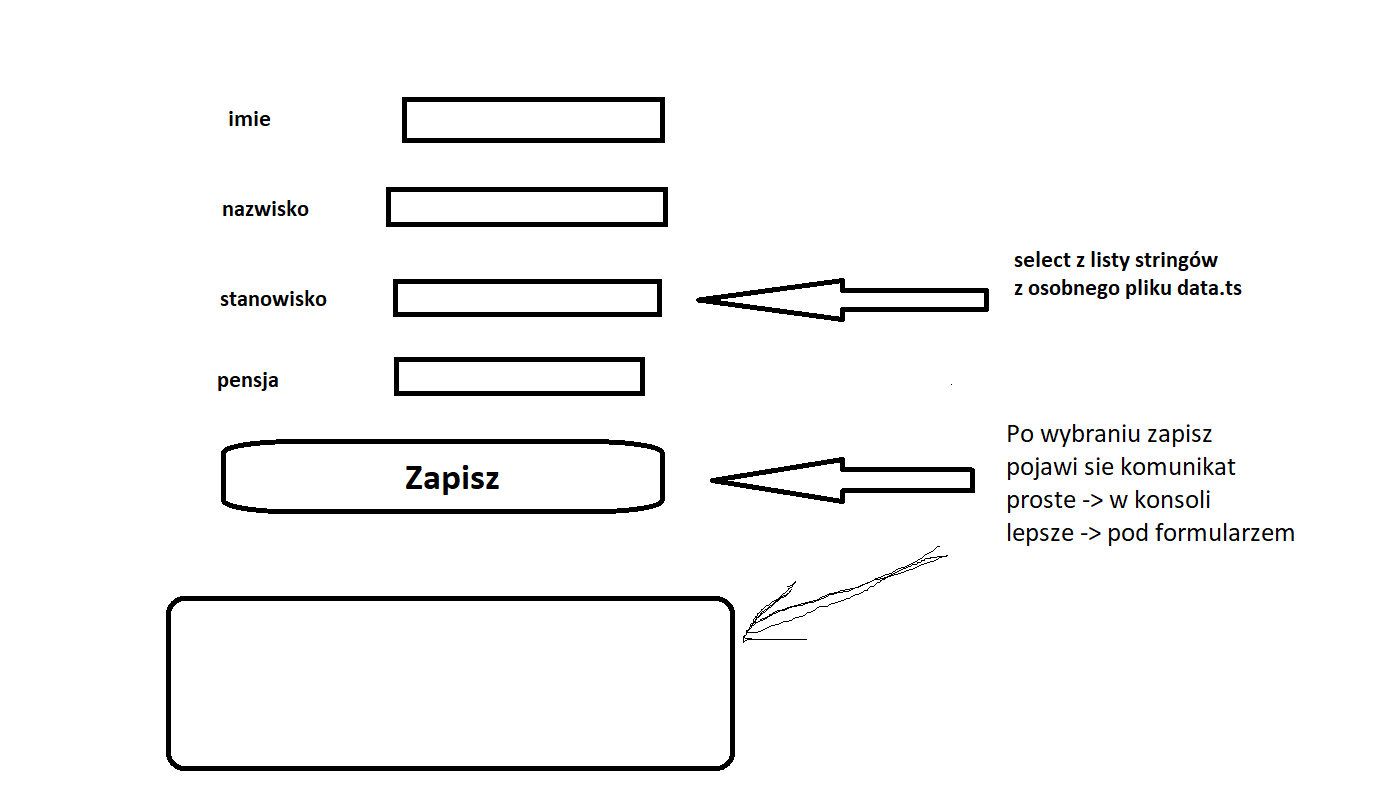 imie
nazwisko
select z listy stringów
z osobnego pliku data.ts
stanowisko
pensja
Zapisz
Po wybraniu zapisz
pojawi sie komunikat
proste -> w konsoli
lepsze -> pod formularzem